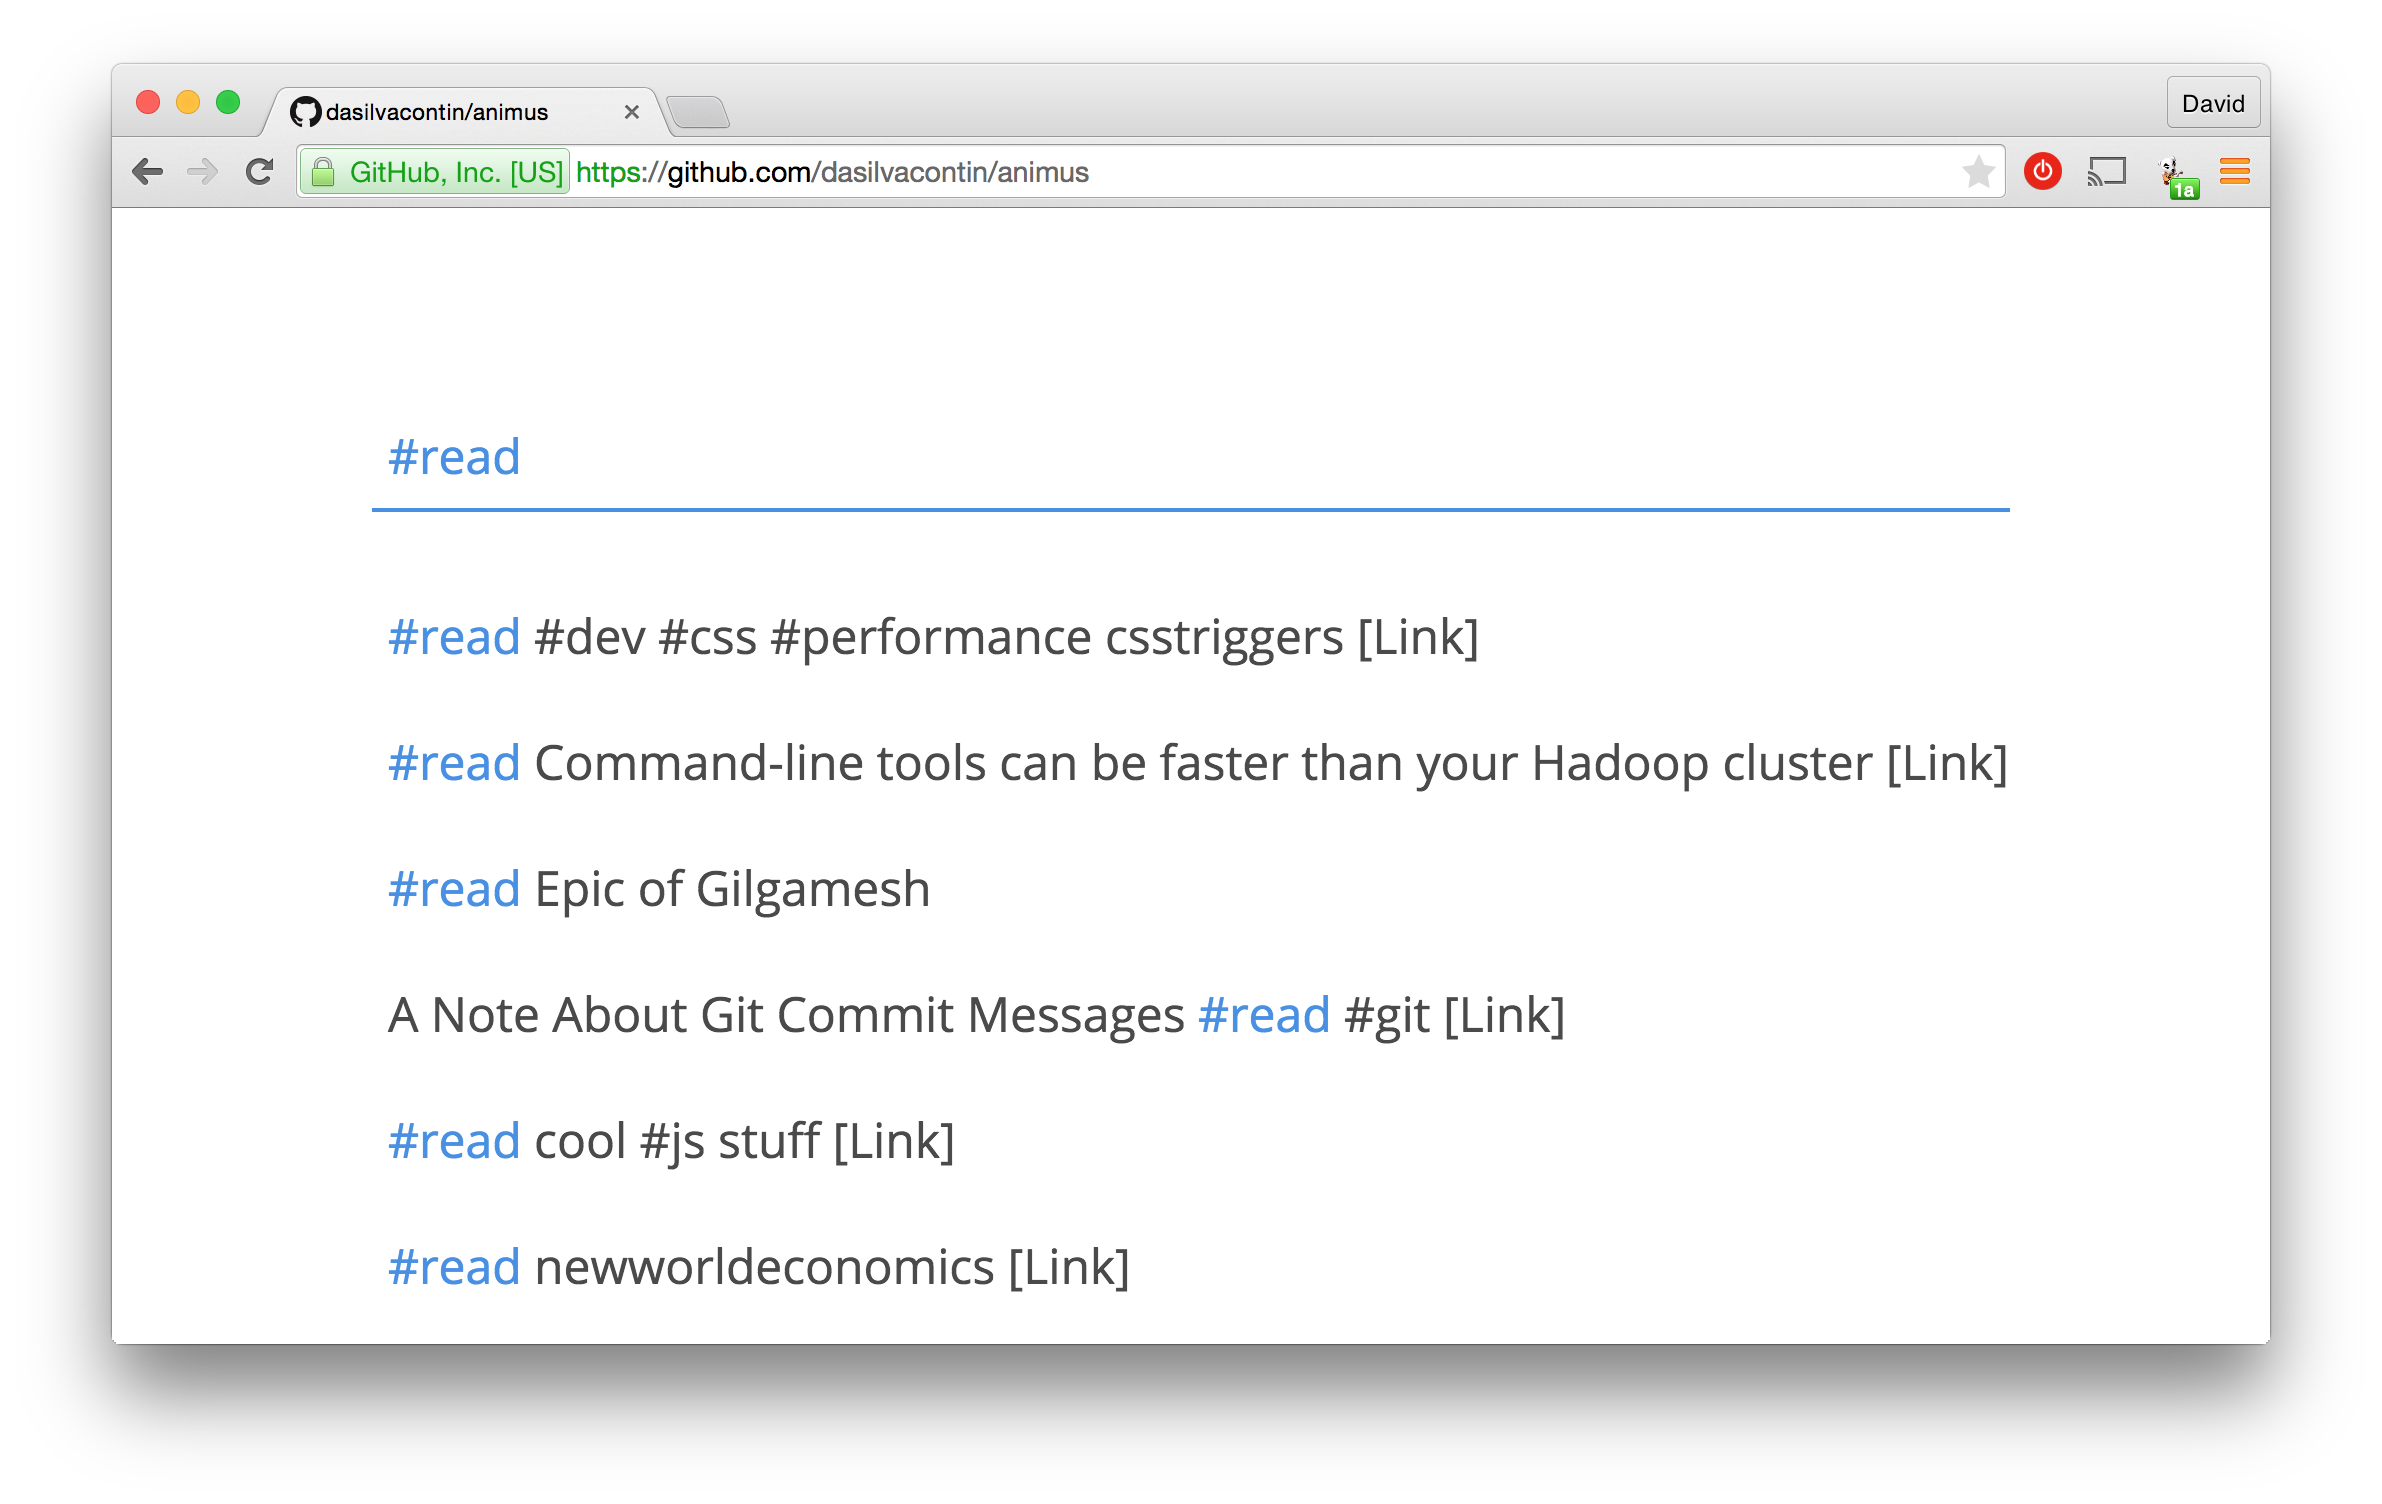 dasilvacontin/animus
David
GitHub, Inc. [US] https://github.com/dasilvacontin/animus
1a
#read
#read #dev #css #performance csstriggers [Link]
#read Command-line tools can be faster than your Hadoop cluster [Link]
#read Epic of Gilgamesh
A Note About Git Commit Messages #read #git [Link]
#read cool #js stuff [Link]
#read newworldeconomics [Link]